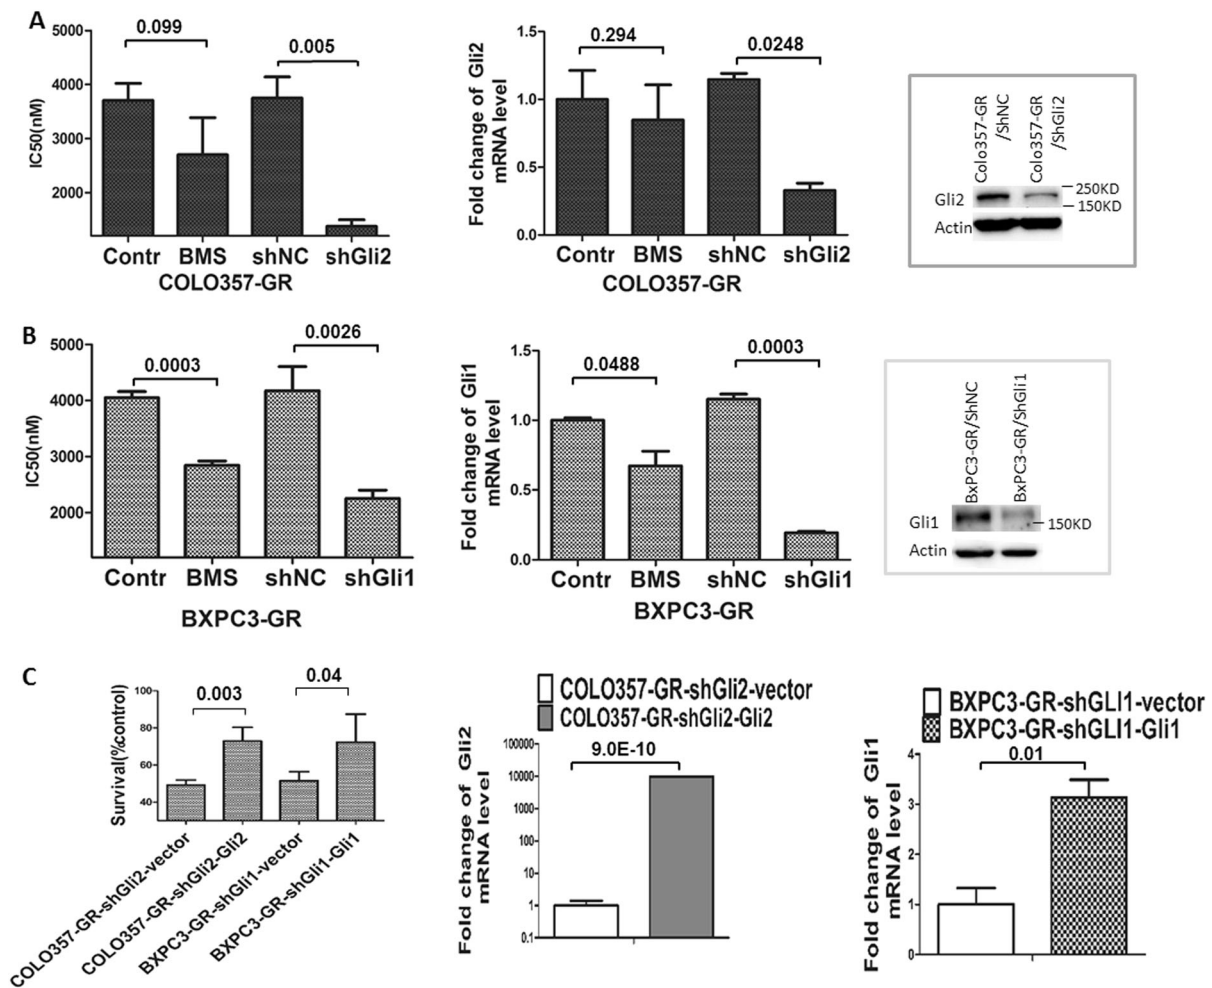 A
5000
4000
3000
2000
IC50(nM)
0.099
0.005
Contr BMS shNC shGli2
COLO357-GR
1.5
1.0
0.5
0.0
Fold change of Gli2
mRNA level
0.294
0.0248
Contr BMS shNC shGli2
COLO357-GR
Colo357-GR
/ShNC
Colo357-GR
/ShGli2
Gli2
250KD
150KD
Actin
B
5000
4000
3000
2000
IC50(nM)
0.0003
0.0026
Contr BMS shNC shGli1
BXPC3-GR
1.5
1.0
0.5
0.0
Fold change of Gli1
mRNA level
0.0488
0.0003
Contr BMS shNC shGli1
BXPC3-GR
BxPC3-GR/ShNC
BxPC3-GR/ShGli1
Gli1
150KD
Actin
C
100
80
60
40
Survival(%control)
0.003
0.04
COLO357-GR-shGli2-vector
COLO357-GR-shGli2-Gli2
BXPC3-GR-shGli1-vector
BXPC3-GR-shGli1-Gli1
COLO357-GR-shGli2-vector
COLO357-GR-shGli2-Gli2
100000
10000
1000
100
10
1
0.1
Fold change of Gli2
mRNA level
9.0E-10
BXPC3-GR-shGLI1-vector
BXPC3-GR-shGLI1-Gli1
4
3
2
1
0
Fold change of Gli1
mRNA level
0.01